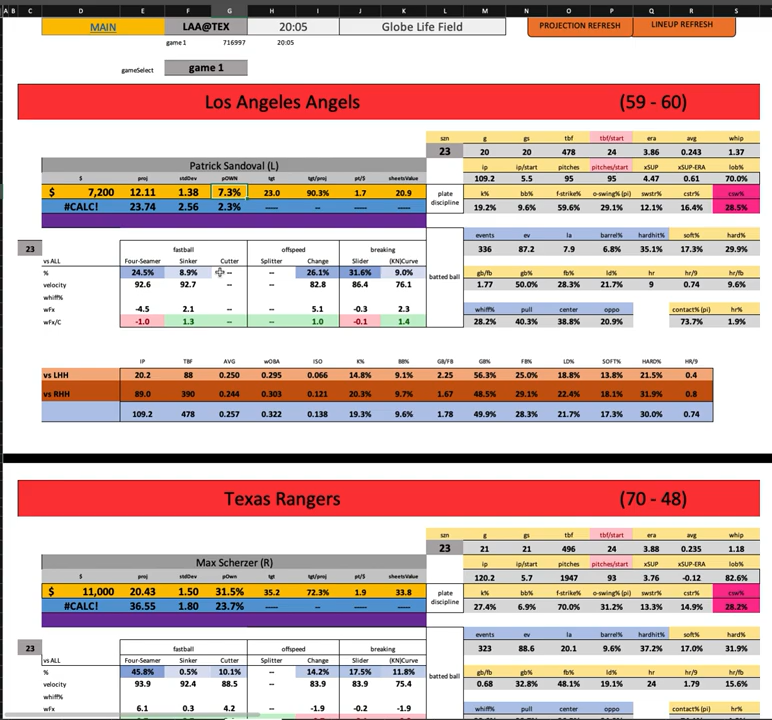 A B C D E F G H I J K L M N O P Q R S
MAIN LAA@TEX 20:05 Globe Life Field PROJECTION REFRESH LINEUP REFRESH
game 1 716997 20:05
gameSelect game 1
Los Angeles Angels (59 - 60)
szn g gs tbf tbf/start era avg whip
23 20 20 478 24 4.47 0.243 1.37
Patrick Sandoval (L) ip ip/start pitches pitches/start xSUP xSUP-ERA lob%
$ proj stdDev pOWN tgt tgt/proj pt/$ sheetsValue 109.2 5.5 95 95 4.47 0.61 70.0%
$ 7,200 12.11 1.38 7.3% 23.0 90.3% 1.7 20.9 plate discipline k% bb% f-strike% o-swing% (pi) swstr% cstr% csw%
#CALC! 23.74 2.56 2.3% ---- -- ---- ---- 19.2% 9.6% 59.6% 29.1% 12.1% 16.4% 28.5%
events ev la barrel% hardhit% soft% hard%
23 fastball offspeed breaking 336 87.2 7.9 6.8% 35.1% 17.3% 29.9%
vs ALL Four-Seamer Sinker Cutter Splitter Change Slider (KN)Curve
% 24.5% 8.9% -- -- 26.1% 31.6% 9.0% batted ball gb/fb gb% fb% ld% hr hr/9 hr/fb
velocity 92.6 92.7 -- -- 82.8 86.4 76.1 1.77 50.0% 28.3% 21.7% 9 0.74 9.6%
whiff%
wFx -4.5 2.1 -- -- 5.1 -0.3 2.3 whiff% pull center oppo contact% (pi) hr%
wFx/C -1.0 1.3 -- -- 1.0 -0.1 1.4 28.2% 40.3% 38.8% 20.9% 73.7% 1.9%
IP TBF AVG wOBA ISO K% BB% GB/FB GB% FB% LD% SOFT% HARD% HR/9
vs LHH 20.2 88 0.250 0.295 0.066 14.8% 9.1% 2.25 56.3% 25.0% 18.8% 13.8% 21.5% 0.4
vs RHH 89.0 390 0.244 0.303 0.121 20.3% 9.7% 1.67 48.5% 29.1% 22.4% 18.1% 31.9% 0.8
109.2 478 0.257 0.322 0.138 19.3% 9.6% 1.78 49.9% 28.3% 21.7% 17.3% 30.0% 0.74
Texas Rangers (70 - 48)
szn g gs tbf tbf/start era avg whip
23 21 21 496 24 3.88 0.235 1.18
Max Scherzer (R) ip ip/start pitches pitches/start xSUP xSUP-ERA lob%
$ proj stdDev pOwn tgt tgt/proj pt/$ sheetsValue 120.2 5.7 1947 93 3.76 -0.12 82.6%
$ 11,000 20.43 1.50 31.5% 35.2 72.3% 1.9 33.8 plate discipline k% bb% f-strike% o-swing% (pi) swstr% cstr% csw%
#CALC! 36.55 1.80 23.7% ---- -- ---- ---- 27.4% 6.9% 70.0% 31.2% 13.3% 14.9% 28.2%
events ev la barrel% hardhit% soft% hard%
23 fastball offspeed breaking 323 88.6 20.1 9.6% 37.2% 17.0% 31.9%
vs ALL Four-Seamer Sinker Cutter Splitter Change Slider (KN)Curve
% 45.8% 0.5% 10.1% -- 14.2% 17.5% 11.8% batted ball gb/fb gb% fb% ld% hr hr/9 hr/fb
velocity 93.9 92.4 88.5 -- 83.9 83.9 75.4 0.68 32.8% 48.1% 19.1% 24 1.79 15.6%
whiff%
wFx 6.1 0.3 4.2 -- -1.9 -0.2 -1.9 whiff% pull center oppo contact% (pi) hr%